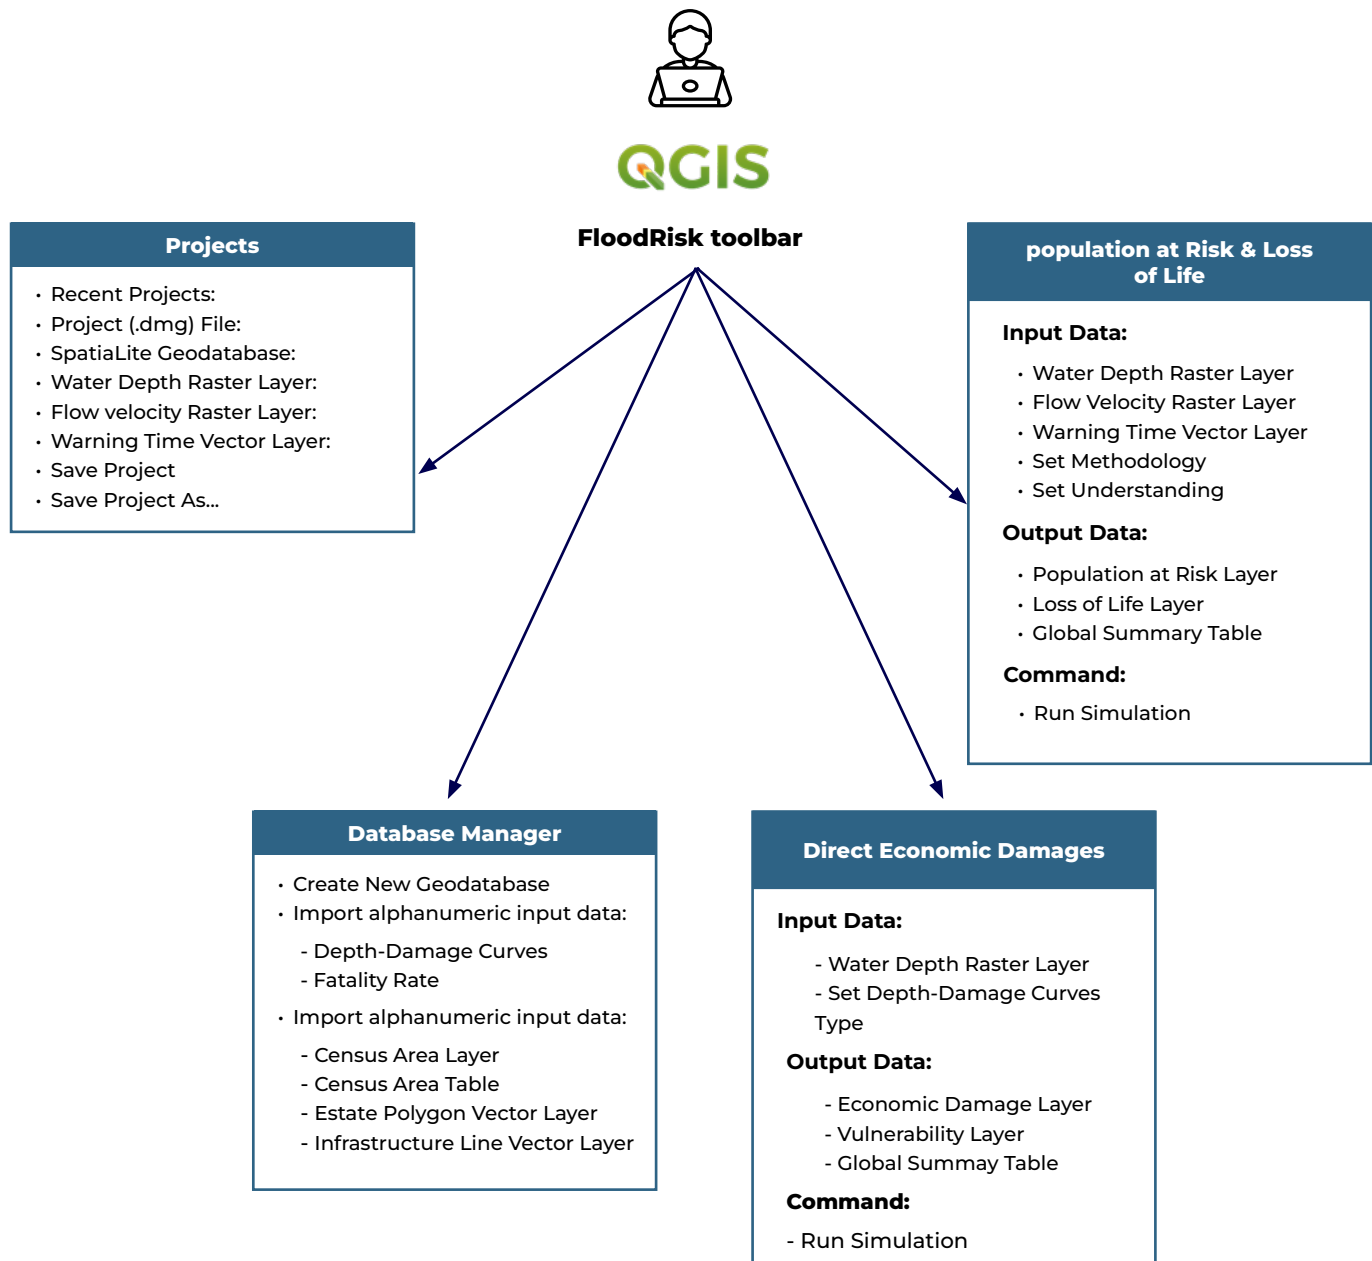 QGIS
FloodRisk toolbar
Projects
• Recent Projects:
• Project (.dmg) File:
• SpatiaLite Geodatabase:
• Water Depth Raster Layer:
• Flow velocity Raster Layer:
• Warning Time Vector Layer:
• Save Project
• Save Project As...
population at Risk & Loss
of Life
Input Data:
• Water Depth Raster Layer
• Flow Velocity Raster Layer
• Warning Time Vector Layer
• Set Methodology
• Set Understanding
Output Data:
• Population at Risk Layer
• Loss of Life Layer
• Global Summary Table
Command:
• Run Simulation
Database Manager
• Create New Geodatabase
• Import alphanumeric input data:
- Depth-Damage Curves
- Fatality Rate
• Import alphanumeric input data:
- Census Area Layer
- Census Area Table
- Estate Polygon Vector Layer
- Infrastructure Line Vector Layer
Direct Economic Damages
Input Data:
- Water Depth Raster Layer
- Set Depth-Damage Curves
Type
Output Data:
- Economic Damage Layer
- Vulnerability Layer
- Global Summay Table
Command:
- Run Simulation